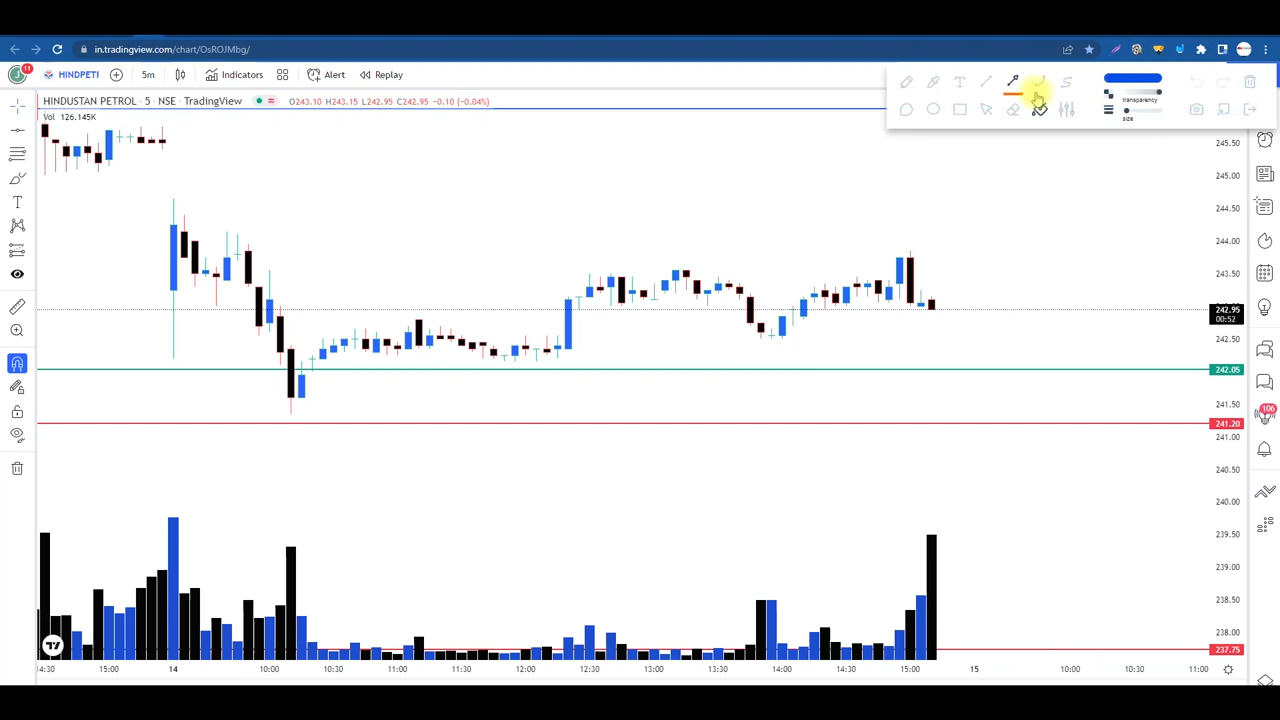 in.tradingview.com/chart/OsROJMbg/
J 11 HINDPETI 5m Indicators Alert Replay
HINDUSTAN PETROL · 5 · NSE · TradingView O243.10 H243.15 L242.95 C242.95 -0.10 (-0.04%)
Vol 126.145K
transparency
size
T
T
245.50
245.00
244.50
244.00
243.50
242.95
00:52
242.50
242.05
241.50
241.20
241.00
240.50
240.00
239.50
239.00
238.50
238.00
237.75
106
14:30 15:00 14 10:00 10:30 11:00 11:30 12:00 12:30 13:00 13:30 14:00 14:30 15:00 15 10:00 10:30 11:00